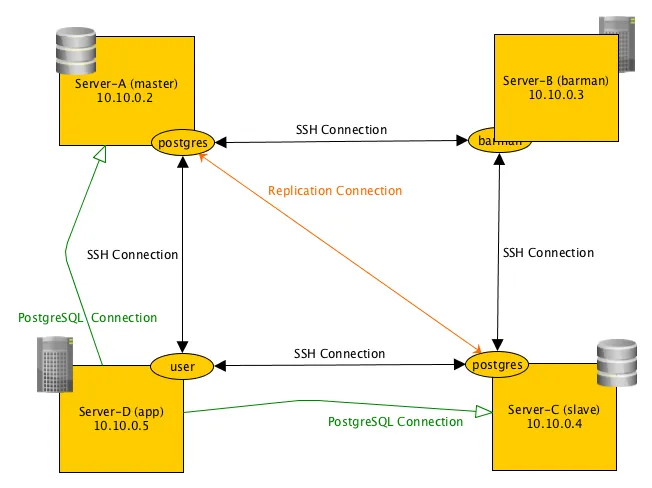 Server-A (master)
10.10.0.2
Server-B (barman)
10.10.0.3
postgres
SSH Connection
barman
Replication Connection
SSH Connection
SSH Connection
PostgreSQL Connection
user
SSH Connection
postgres
Server-D (app)
10.10.0.5
PostgreSQL Connection
Server-C (slave)
10.10.0.4